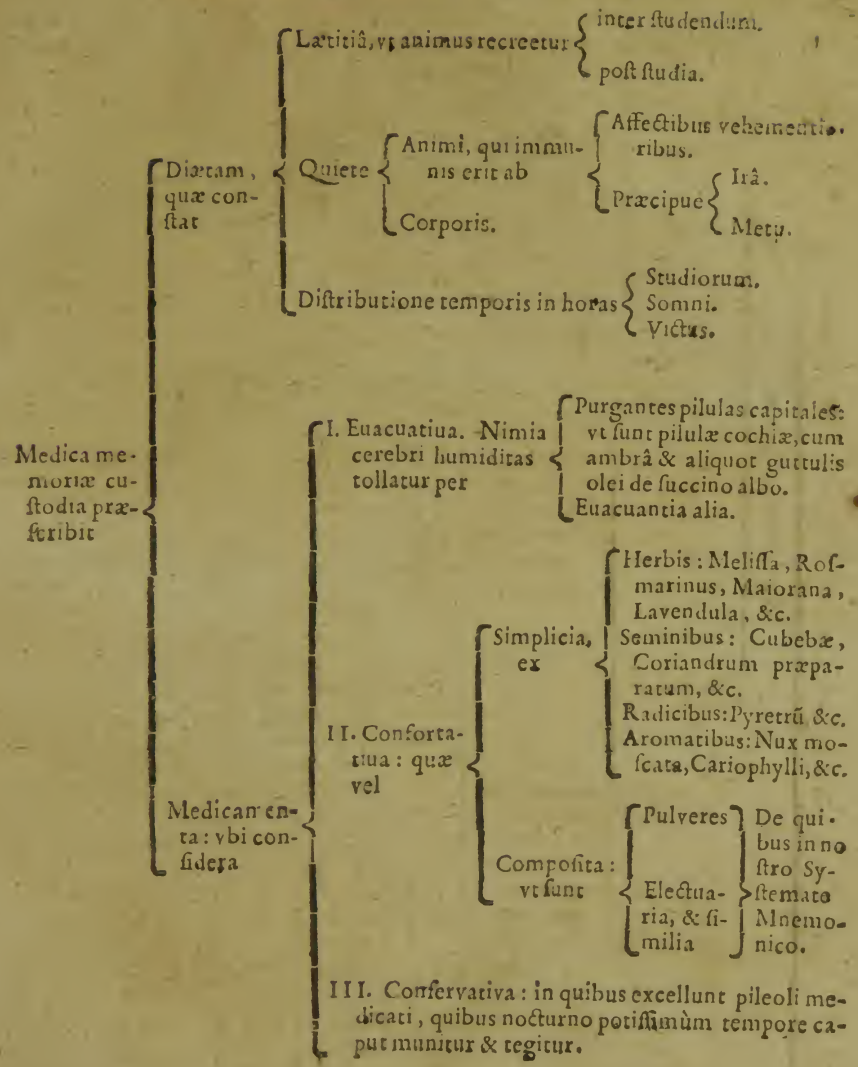 Medica me-
moriæ cu-
ſtodia præ-
ſcribit
Diætam,
quæ con-
ſtat
Lætitiâ, vt animus recreetur
inter ſtudendum.
poſt ſtudia.
Quiete
Animi, qui immu-
nis erit ab
Affectibus vehementio-
ribus.
Præcipue
Irâ.
Metu.
Corporis.
Diſtributione temporis in horas
Studiorum.
Somni.
Victus.
Medicamen-
ta: vbi con-
ſidera
I. Euacuatiua. Nimia
cerebri humiditas
tollatur per
Purgantes pilulas capitales:
vt ſunt pilulæ cochiæ, cum
ambrâ & aliquot guttulis
olei de ſuccino albo.
Euacuantia alia.
II. Conforta-
tiua: quæ
vel
Simplicia,
ex
Herbis: Meliſſa, Roſ-
marinus, Maiorana,
Lavendula, &c.
Seminibus: Cubebæ,
Coriandrum præpa-
ratum, &c.
Radicibus: Pyretrũ &c.
Aromatibus: Nux mo-
ſcata, Cariophylli, &c.
Compoſita:
vt ſunt
Pulveres
Electua-
ria, & ſi-
milia
De qui-
bus in no
ſtro Sy-
ſtemate
Mnemo-
nico.
III. Conſervativa: in quibus excellunt pileoli me-
dicati, quibus nocturno potiſſimùm tempore ca-
put munitur & tegitur.